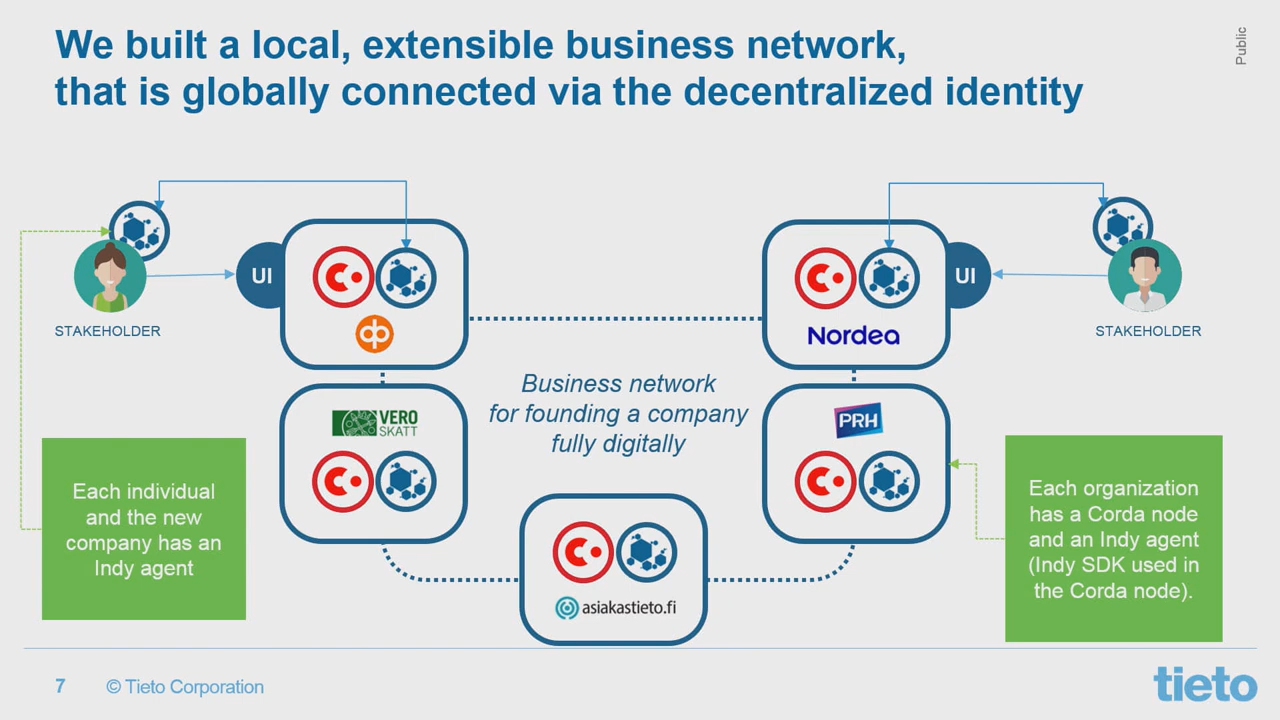 We built a local, extensible business network,
that is globally connected via the decentralized identity
Public
UI
STAKEHOLDER
Nordea
UI
STAKEHOLDER
Business network
for founding a company
fully digitally
VERO
SKATT
PRH
Each individual
and the new
company has an
Indy agent
Each organization
has a Corda node
and an Indy agent
(Indy SDK used in
the Corda node).
asiakastieto.fi
7
© Tieto Corporation
tieto